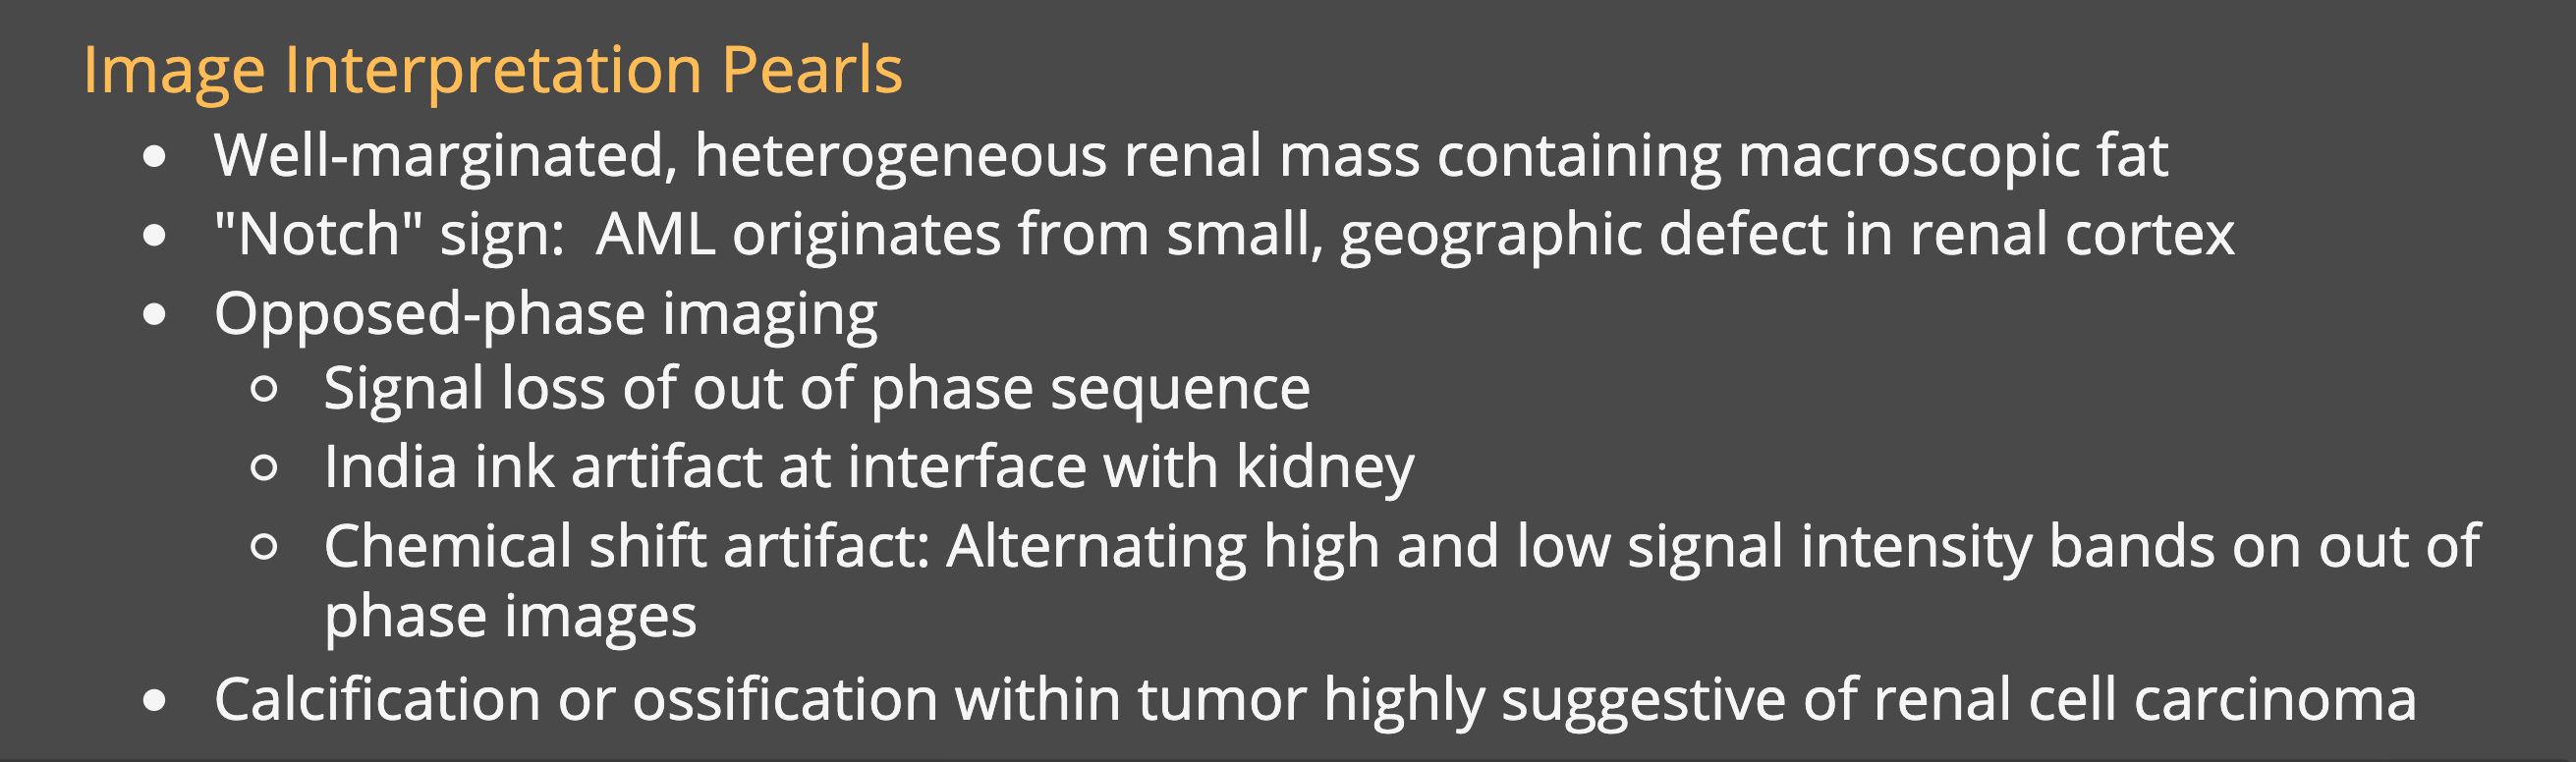 Image Interpretation Pearls
• Well-marginated, heterogeneous renal mass containing macroscopic fat
• "Notch" sign:  AML originates from small, geographic defect in renal cortex
• Opposed-phase imaging
○ Signal loss of out of phase sequence
○ India ink artifact at interface with kidney
○ Chemical shift artifact: Alternating high and low signal intensity bands on out of
phase images
• Calcification or ossification within tumor highly suggestive of renal cell carcinoma